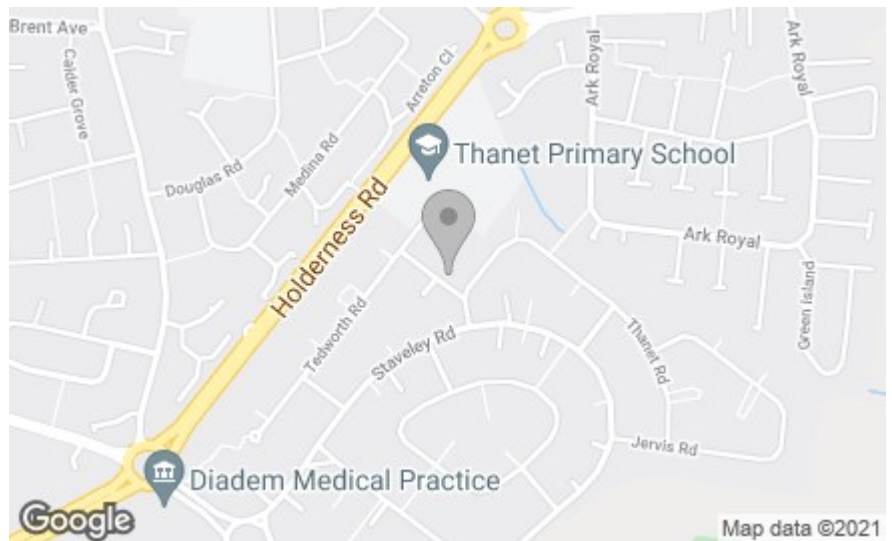 Brent Ave
Calder Grove
Arreton Cl
Ark Royal
Ark Royal
Medina Rd
Thanet Primary School
Douglas Rd
Holderness Rd
Ark Royal
Green Island
Tedworth Rd
Thanet Rd
Staveley Rd
Jervis Rd
Diadem Medical Practice
Google
Map data ©2021